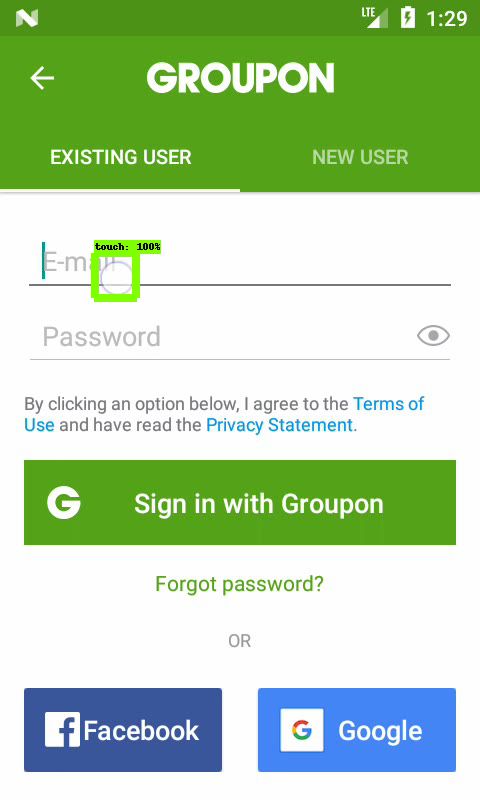 LTE 1:29
GROUPON
EXISTING USER NEW USER
touch: 100%
E-mail
Password
By clicking an option below, I agree to the Terms of
Use and have read the Privacy Statement.
G Sign in with Groupon
Forgot password?
OR
f Facebook G Google